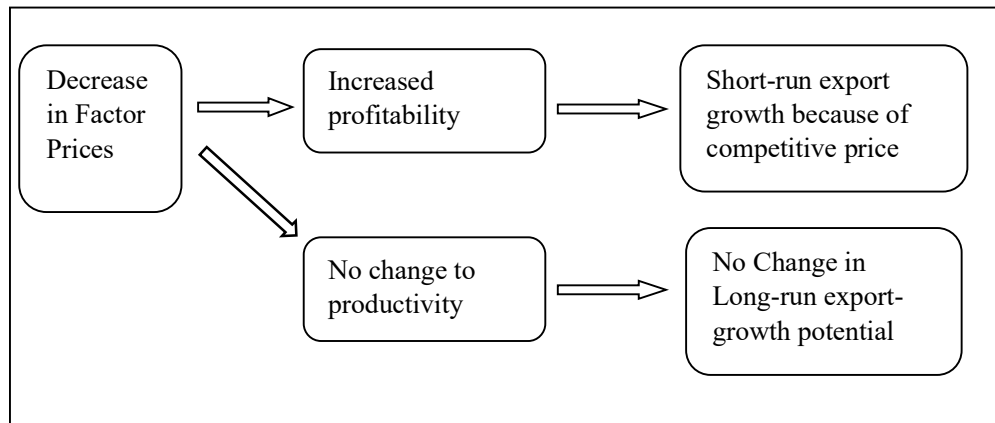 Decrease
in Factor
Prices
Increased
profitability
Short-run export
growth because of
competitive price
No change to
productivity
No Change in
Long-run export-
growth potential